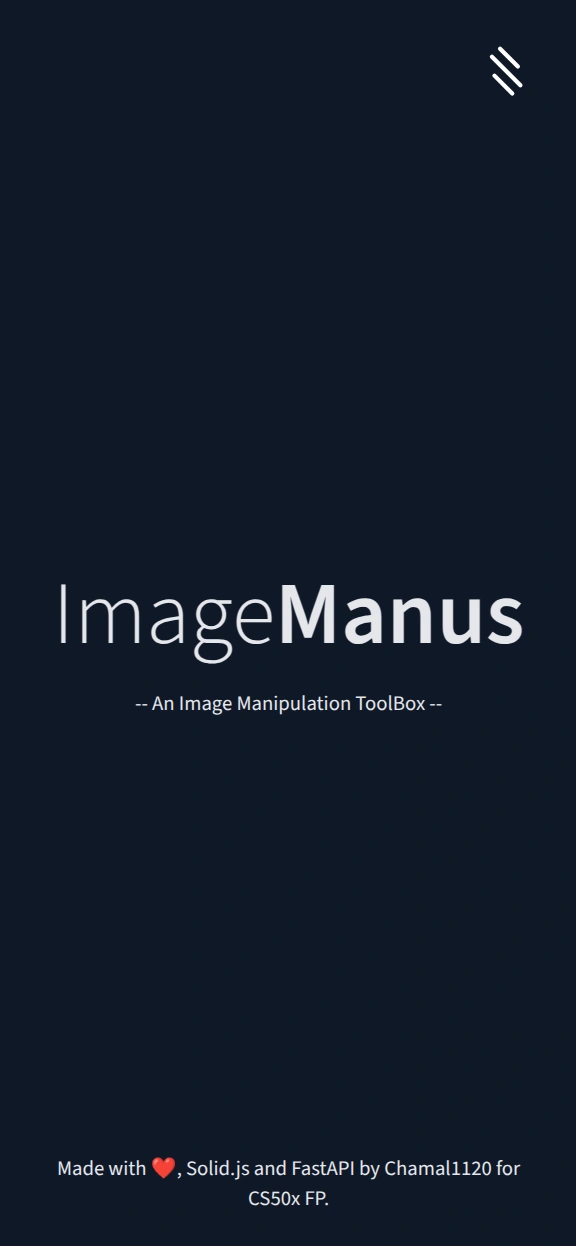 ImageManus
-- An Image Manipulation ToolBox --
Made with ❤️, Solid.js and FastAPI by Chamal1120 for
CS50x FP.